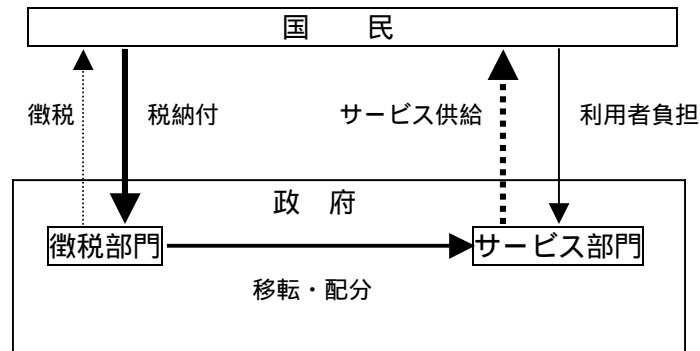 国　民
徴税
税納付
サービス供給
利用者負担
政　府
徴税部門
サービス部門
移転・配分